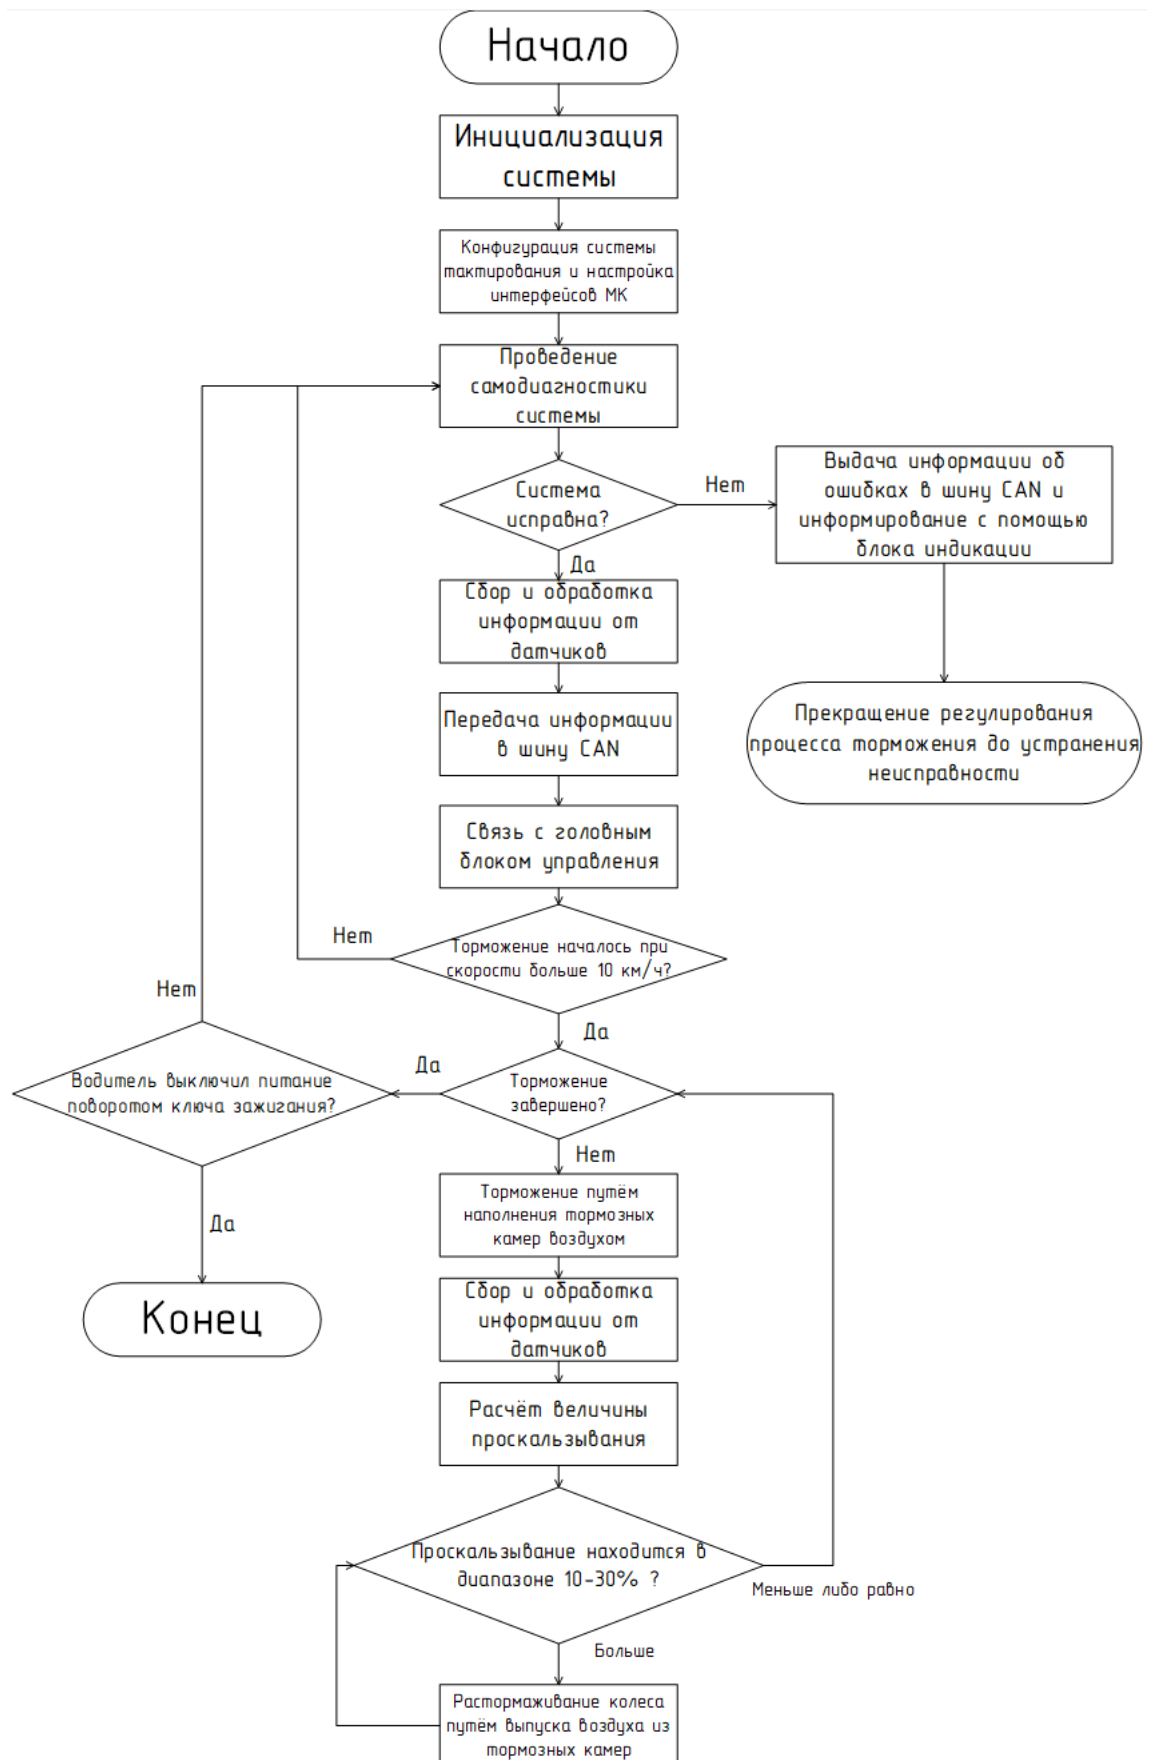 Начало
Инициализация
системы
Конфигурация системы
тактирования и настройка
интерфейсов МК
Проведение
самодиагностики
системы
Система
исправна?
Нет
Выдача информации об
ошибках в шину CAN и
информирование с помощью
блока индикации
Да
Сбор и обработка
информации от
датчиков
Прекращение регулирования
процесса торможения до устранения
неисправности
Передача информации
в шину CAN
Связь с головным
блоком управления
Нет
Торможение началось при
скорости больше 10 км/ч?
Нет
Да
Водитель выключил питание
поворотом ключа зажигания?
Да
Торможение
завершено?
Нет
Торможение путём
наполнения тормозных
камер воздухом
Да
Конец
Сбор и обработка
информации от
датчиков
Расчёт величины
проскальзывания
Проскальзывание находится в
диапазоне 10-30% ?
Меньше либо равно
Больше
Растормаживание колеса
путём выпуска воздуха из
тормозных камер